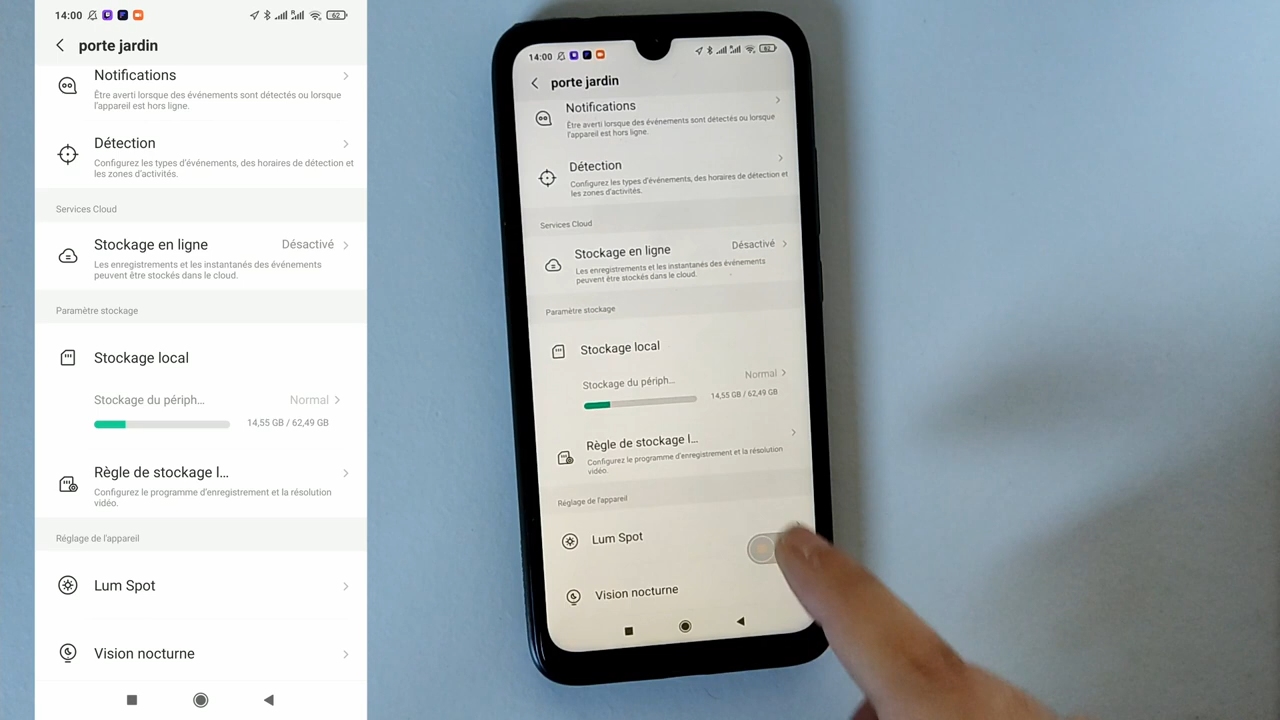 14:00
62
porte jardin
Notifications
Être averti lorsque des événements sont détectés ou lorsque
l'appareil est hors ligne.
Détection
Configurez les types d'événements, des horaires de détection et
les zones d'activités.
Services Cloud
Stockage en ligne
Désactivé
Les enregistrements et les instantanés des événements
peuvent être stockés dans le cloud.
Paramètre stockage
Stockage local
Stockage du périph...
Normal
14,55 GB / 62,49 GB
Règle de stockage l...
Configurez le programme d'enregistrement et la résolution
vidéo.
Réglage de l'appareil
Lum Spot
Vision nocturne
14:00
62
porte jardin
Notifications
Être averti lorsque des événements sont détectés ou lorsque
l'appareil est hors ligne.
Détection
Configurez les types d'événements, des horaires de détection et
les zones d'activités.
Services Cloud
Stockage en ligne
Désactivé
Les enregistrements et les instantanés des événements
peuvent être stockés dans le cloud.
Paramètre stockage
Stockage local
Stockage du périph...
Normal
14,55 GB / 62,49 GB
Règle de stockage l...
Configurez le programme d'enregistrement et la résolution
vidéo.
Réglage de l'appareil
Lum Spot
Vision nocturne